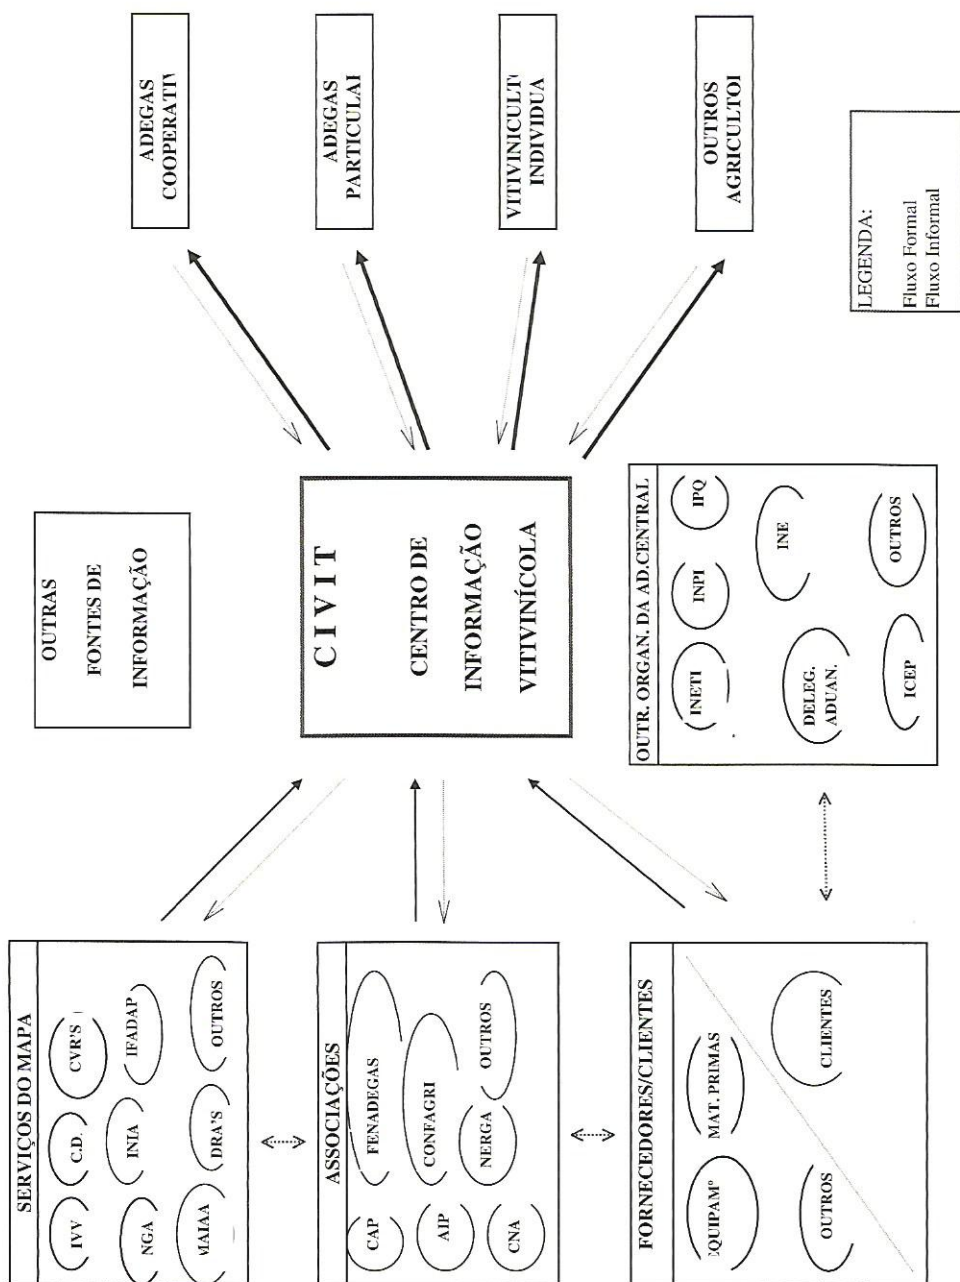 SERVIÇOS DO MAPA
IVV
C.D.
CVR'S
NGA
INIA
IFADAP
MAIAA
DRA'S
OUTROS
ASSOCIAÇÕES
CAP
FENADEGAS
AIP
CONFAGRI
CNA
NERGA
OUTROS
FORNECEDORES/CLIENTES
EQUIPAMº
MAT. PRIMAS
OUTROS
CLIENTES
OUTRAS
FONTES DE
INFORMAÇÃO
C I V I T
CENTRO DE
INFORMAÇÃO
VITIVINÍCOLA
OUTR. ORGAN. DA AD.CENTRAL
INETI
INPI
IPQ
DELEG.
ADUAN.
INE
ICEP
OUTROS
ADEGAS
COOPERATIV
ADEGAS
PARTICULAI
VITIVINICULT
INDIVIDUA
OUTROS
AGRICULTOI
LEGENDA:
Fluxo Formal
Fluxo Informal